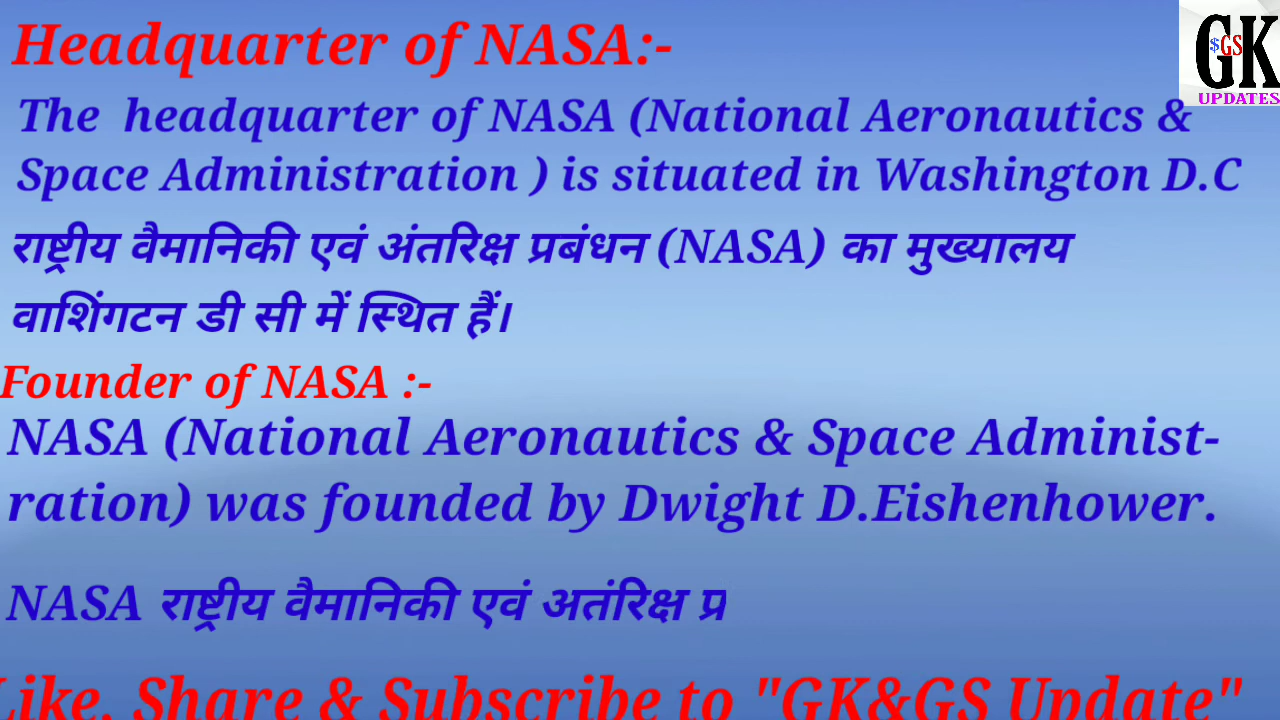 Headquarter of NASA:-
GK
$GS
UPDATES
The headquarter of NASA (National Aeronautics &
Space Administration ) is situated in Washington D.C
राष्ट्रीय वैमानिकी एवं अंतरिक्ष प्रबंधन (NASA) का मुख्यालय
वाशिंगटन डी सी में स्थित हैं।
Founder of NASA :-
NASA (National Aeronautics & Space Administ-
ration) was founded by Dwight D.Eishenhower.
NASA राष्ट्रीय वैमानिकी एवं अतंरिक्ष प्र
Like, Share & Subscribe to "GK&GS Update"